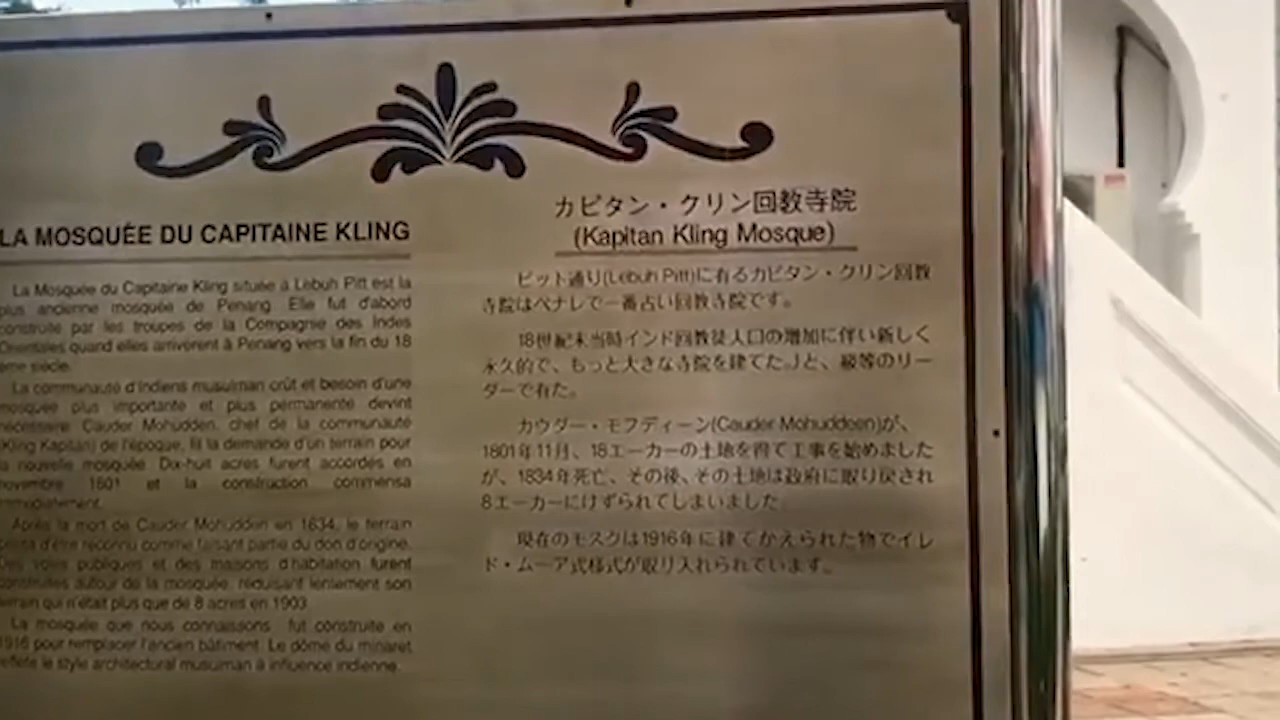 LA MOSQUÉE DU CAPITAINE KLING
La Mosquée du Capitaine Kling située à Lebuh Pitt est la
plus ancienne mosquée de Penang. Elle fut d'abord
construite par les troupes de la Compagnie des Indes
Orientales quand elles arrivèrent à Penang vers la fin du 18
ème siècle.
La communauté d'Indiens musulman crût et besoin d'une
mosquée plus importante et plus permanente devint
nécessaire. Cauder Mohudden, chef de la communauté
(Kling Kapitan) de l'époque, fit la demande d'un terrain pour
la nouvelle mosquée. Dix-huit acres furent accordés en
novembre 1801 et la construction commensa
immédiatement.
Après la mort de Cauder Mohudden en 1834, le terrain
d'être reconnu comme faisant partie du don d'origine.
Des voies publiques et des maisons d'habitation furent
construites autour de la mosquée, réduisant lentement son
terrain qui n'était plus que de 8 acres en 1903.
La mosquée que nous connaissons fut construite en
1916 pour remplacer l'ancien bâtiment. Le dôme du minaret
reflète le style architectural musulman à influence indienne.
カピタン・クリン回教寺院
(Kapitan Kling Mosque)
ピット通り(Lebuh Pitt)に有るカピタン・クリン回教
寺院はペナレで一番占い回教寺院です。
18世紀末当時インド回教徒人口の増加に伴い新しく
永久的で、もっと大きな寺院を建てた。」と、級等のリー
ダーで有た。
カウダー・モフディーン(Cauder Mohuddeen)が、
1801年11月、18エーカーの土地を得て工事を始めました
が、1834年死亡、その後、その土地は政府に取り戻され
8エーカーにけずられてしまいました
現在のモスクは1916年に建てかえられた物でイレ
ド・ムーア式様式が取り入れられています。